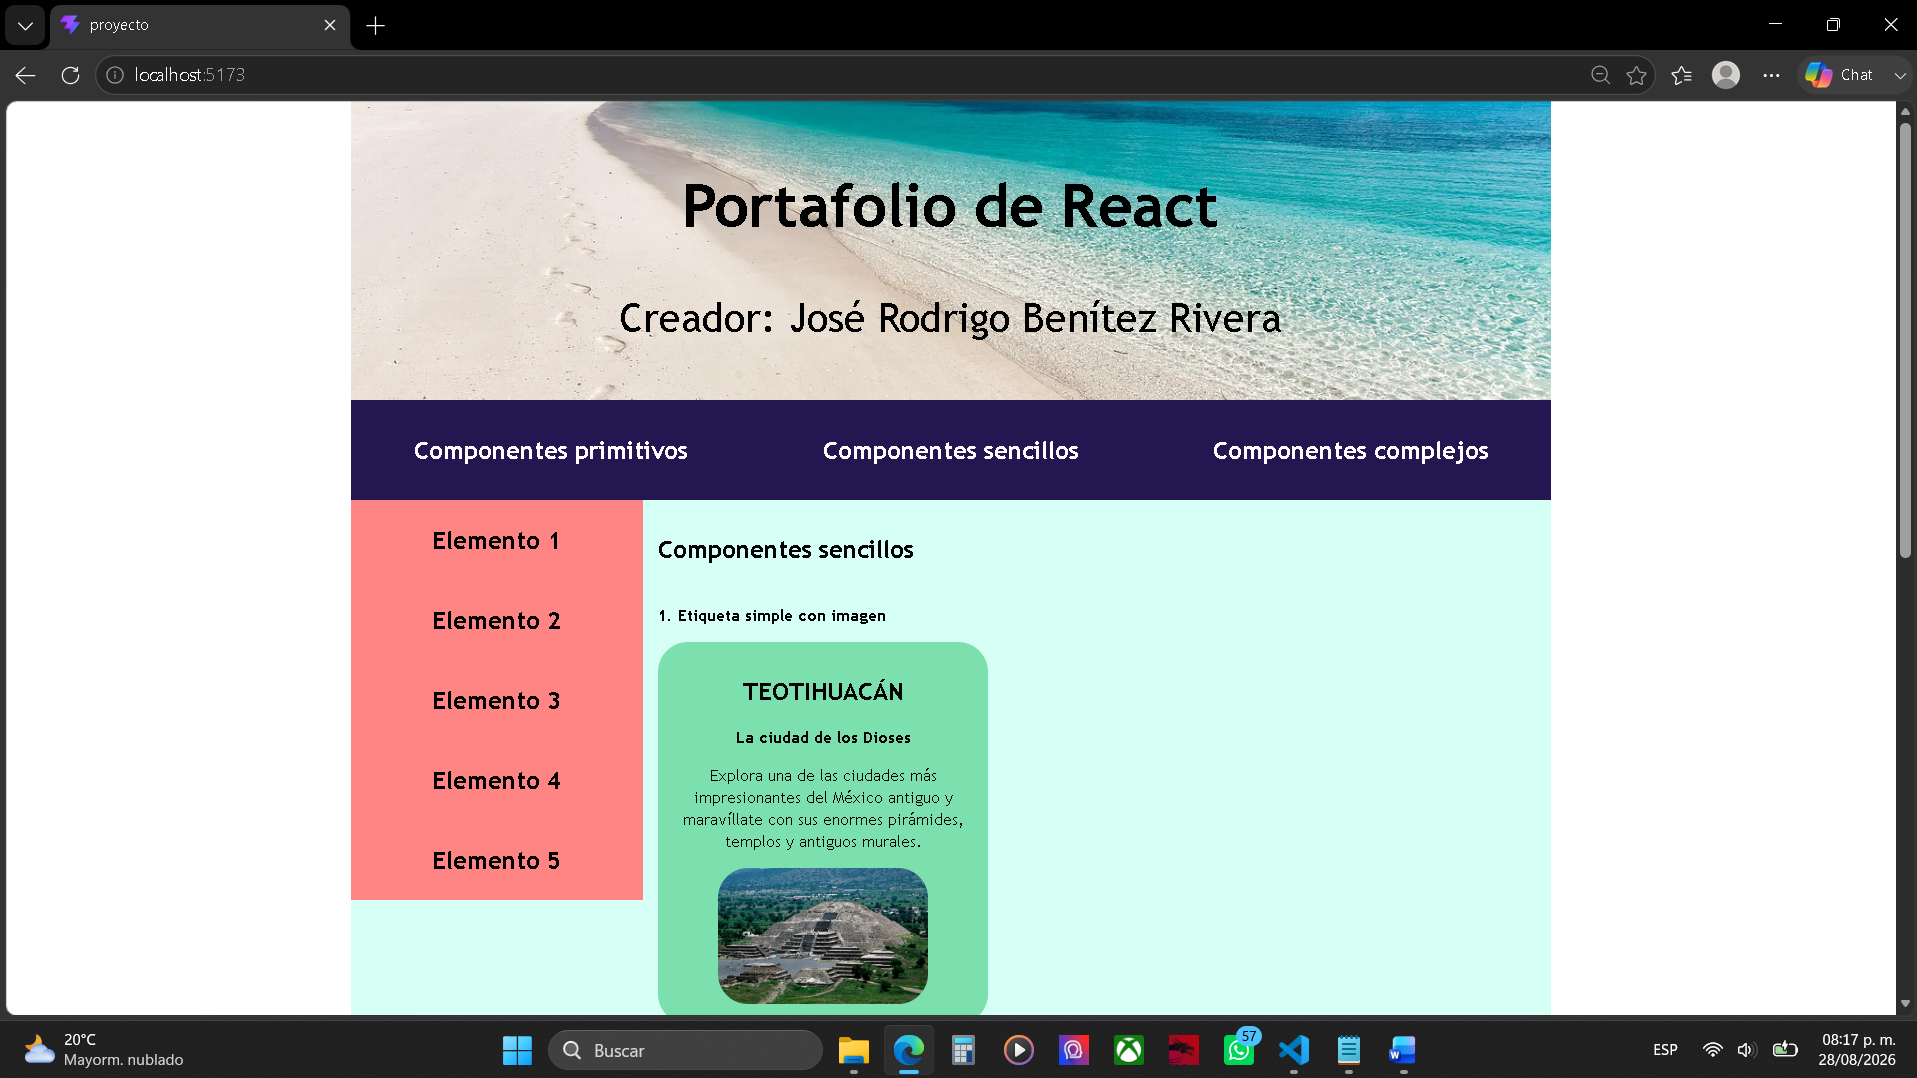 proyecto
localhost:5173
Chat
Portafolio de React
Creador: José Rodrigo Benítez Rivera
Componentes primitivos
Componentes sencillos
Componentes complejos
Elemento 1
Elemento 2
Elemento 3
Elemento 4
Elemento 5
Componentes sencillos
1. Etiqueta simple con imagen
TEOTIHUACÁN
La ciudad de los Dioses
Explora una de las ciudades más
impresionantes del México antiguo y
maravíllate con sus enormes pirámides,
templos y antiguos murales.
20°C
Mayorm. nublado
Buscar
57
W
ESP
08:17 p. m.
28/08/2026